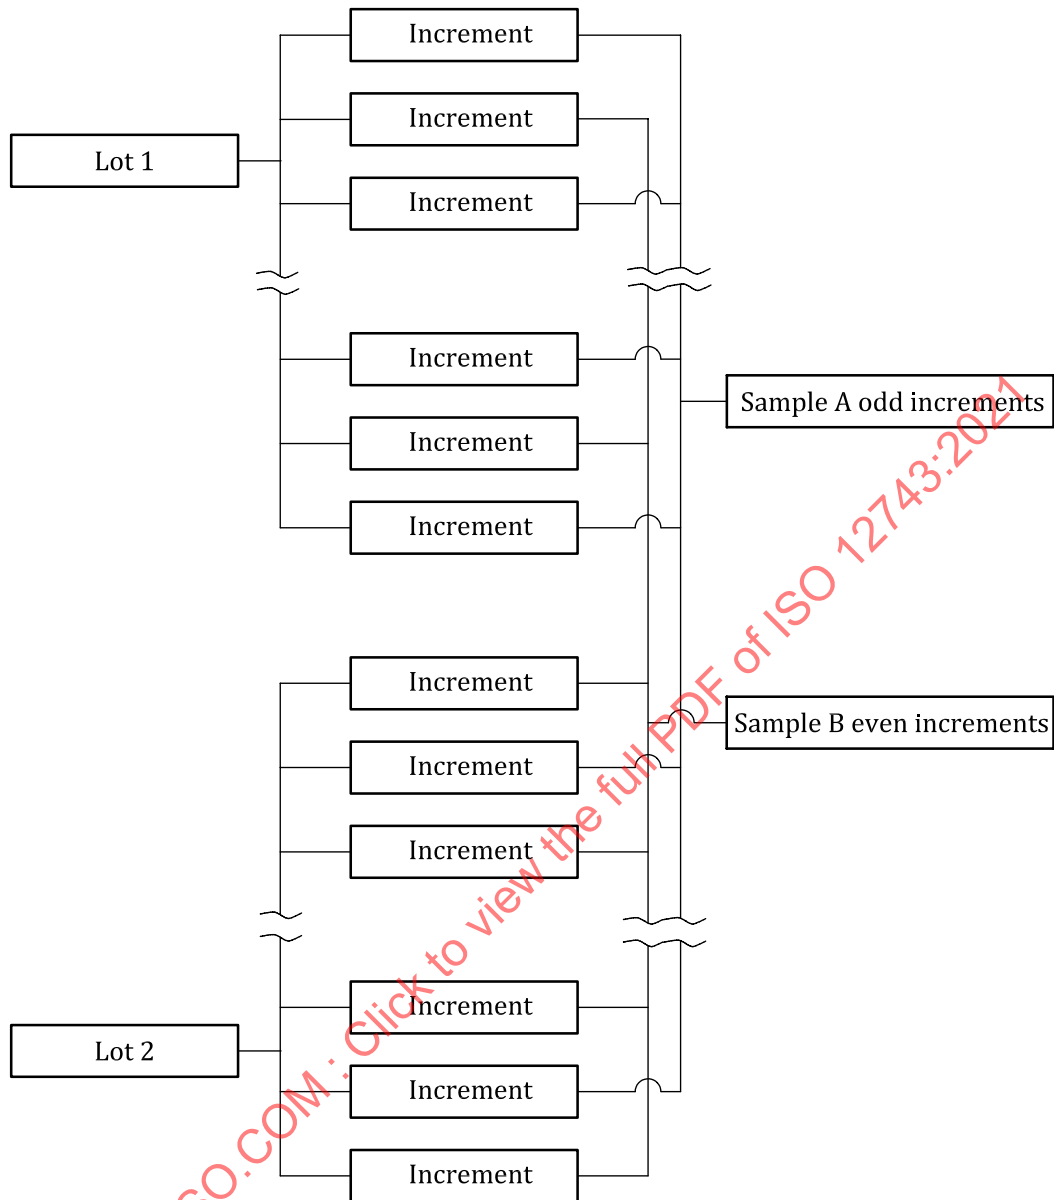 Increment
Increment
Lot 1
Increment
Increment
Sample A odd increments
Increment
Increment
Increment
Sample B even increments
Increment
Increment
Increment
Lot 2
Increment
Increment
SO.COM : Click to view the full PDF of ISO 12743:2021